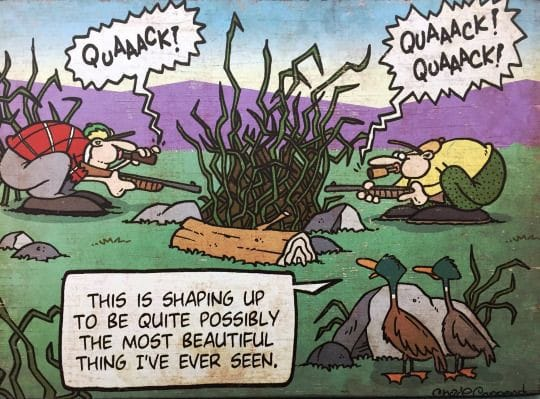 QUAAACK!
QUAAACK!
QUAAACK!
THIS IS SHAPING UP
TO BE QUITE POSSIBLY
THE MOST BEAUTIFUL
THING I'VE EVER SEEN.